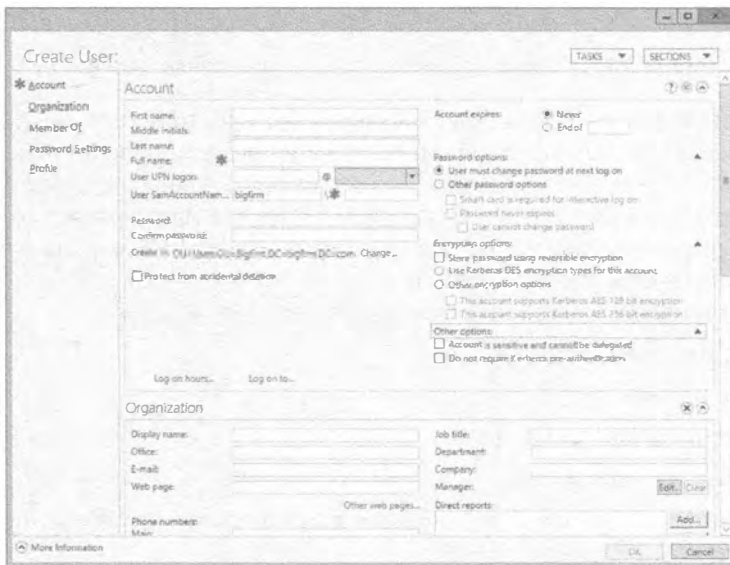 Create User:
TASKS
SECTIONS
Account
Organization
Member Of
Password Settings
Profile
Account
First name:
Middle initials:
Last name:
Full name:
User UPN logon: @
User SamAccountNam... bigfirm \
Password:
Confirm password:
Create in: Change...
Protect from accidental deletion
Log on hours... Log on to...
Account expires: Never
End of
Password options:
User must change password at next log on
Other password options
Smart card is required for interactive log on
Password never expires
User cannot change password
Encryption options:
Store password using reversible encryption
Use Kerberos DES encryption types for this account
Other encryption options
This account supports Kerberos AES 128 bit encryption
This account supports Kerberos AES 256 bit encryption
Other options:
Account is sensitive and cannot be delegated
Do not require Kerberos pre-authentication
Organization
Display name:
Office:
E-mail:
Web page:
Other web pages...
Phone numbers:
Main:
Job title:
Department:
Company:
Manager: Edit... Clear
Direct reports:
Add...
More Information
OK Cancel